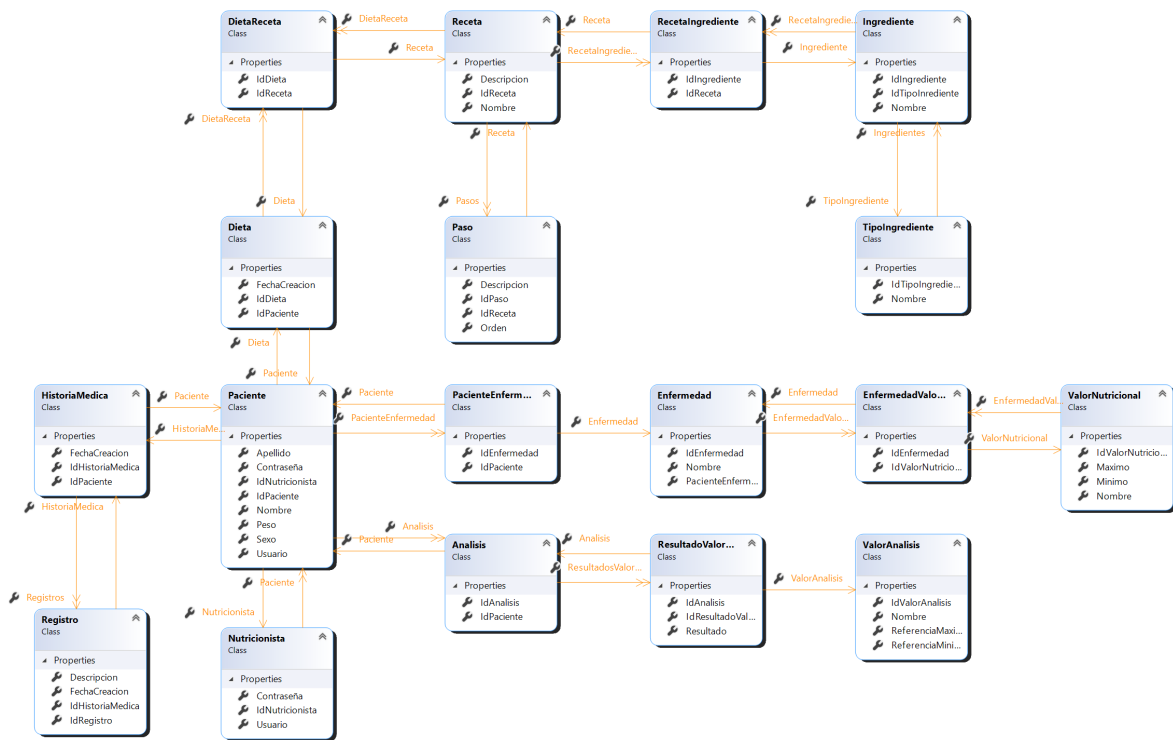 DietaReceta
Class
Properties
IdDieta
IdReceta
DietaReceta
Receta
Receta
Class
Properties
Descripcion
IdReceta
Nombre
Receta
RecetaIngredie...
RecetaIngrediente
Class
Properties
IdIngrediente
IdReceta
RecetaIngredie...
Ingrediente
Ingrediente
Class
Properties
IdIngrediente
IdTipoInrediente
Nombre
DietaReceta
Dieta
Receta
Pasos
Ingredientes
TipoIngrediente
Dieta
Class
Properties
FechaCreacion
IdDieta
IdPaciente
Paso
Class
Properties
Descripcion
IdPaso
IdReceta
Orden
TipoIngrediente
Class
Properties
IdTipoIngredie...
Nombre
Dieta
Paciente
HistoriaMedica
Class
Properties
FechaCreacion
IdHistoriaMedica
IdPaciente
Paciente
HistoriaMe...
Paciente
Class
Properties
Apellido
Contraseña
IdNutricionista
IdPaciente
Nombre
Peso
Sexo
Usuario
Paciente
PacienteEnfermedad
PacienteEnferm...
Class
Properties
IdEnfermedad
IdPaciente
Enfermedad
Enfermedad
Class
Properties
IdEnfermedad
Nombre
PacienteEnferm...
Enfermedad
EnfermedadValo...
EnfermedadValo...
Class
Properties
IdEnfermedad
IdValorNutricio...
EnfermedadVal...
ValorNutricional
ValorNutricional
Class
Properties
IdValorNutricio...
Maximo
Minimo
Nombre
HistoriaMedica
Registros
Analisis
Paciente
Analisis
Class
Properties
IdAnalisis
IdPaciente
Analisis
ResultadosValor...
ResultadoValor...
Class
Properties
IdAnalisis
IdResultadoVal...
Resultado
ValorAnalisis
ValorAnalisis
Class
Properties
IdValorAnalisis
Nombre
ReferenciaMaxi...
ReferenciaMini...
Paciente
Nutricionista
Registro
Class
Properties
Descripcion
FechaCreacion
IdHistoriaMedica
IdRegistro
Nutricionista
Class
Properties
Contraseña
IdNutricionista
Usuario